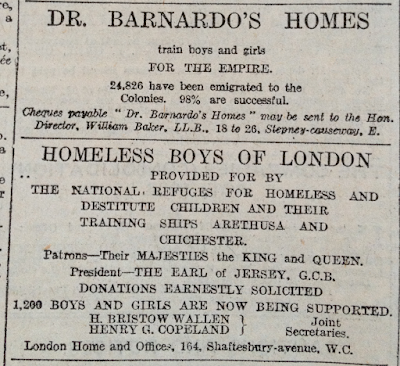 DR. BARNARDO'S HOMES
train boys and girls
FOR THE EMPIRE.
24,826 have been emigrated to the
Colonies. 98% are successful.
Cheques payable "Dr. Barnardo's Homes" may be sent to the Hon.
Director, William Baker, LL.B., 18 to 26, Stepney-causeway, E.
HOMELESS BOYS OF LONDON
PROVIDED FOR BY
THE NATIONAL REFUGES FOR HOMELESS AND
DESTITUTE CHILDREN AND THEIR
TRAINING SHIPS ARETHUSA AND
CHICHESTER.
Patrons—Their MAJESTIES the KING and QUEEN.
President—THE EARL of JERSEY, G.C.B.
DONATIONS EARNESTLY SOLICITED
1,200 BOYS AND GIRLS ARE NOW BEING SUPPORTED.
H. BRISTOW WALLEN } Joint
HENRY G. COPELAND } Secretaries.
London Home and Offices, 164, Shaftesbury-avenue, W.C.